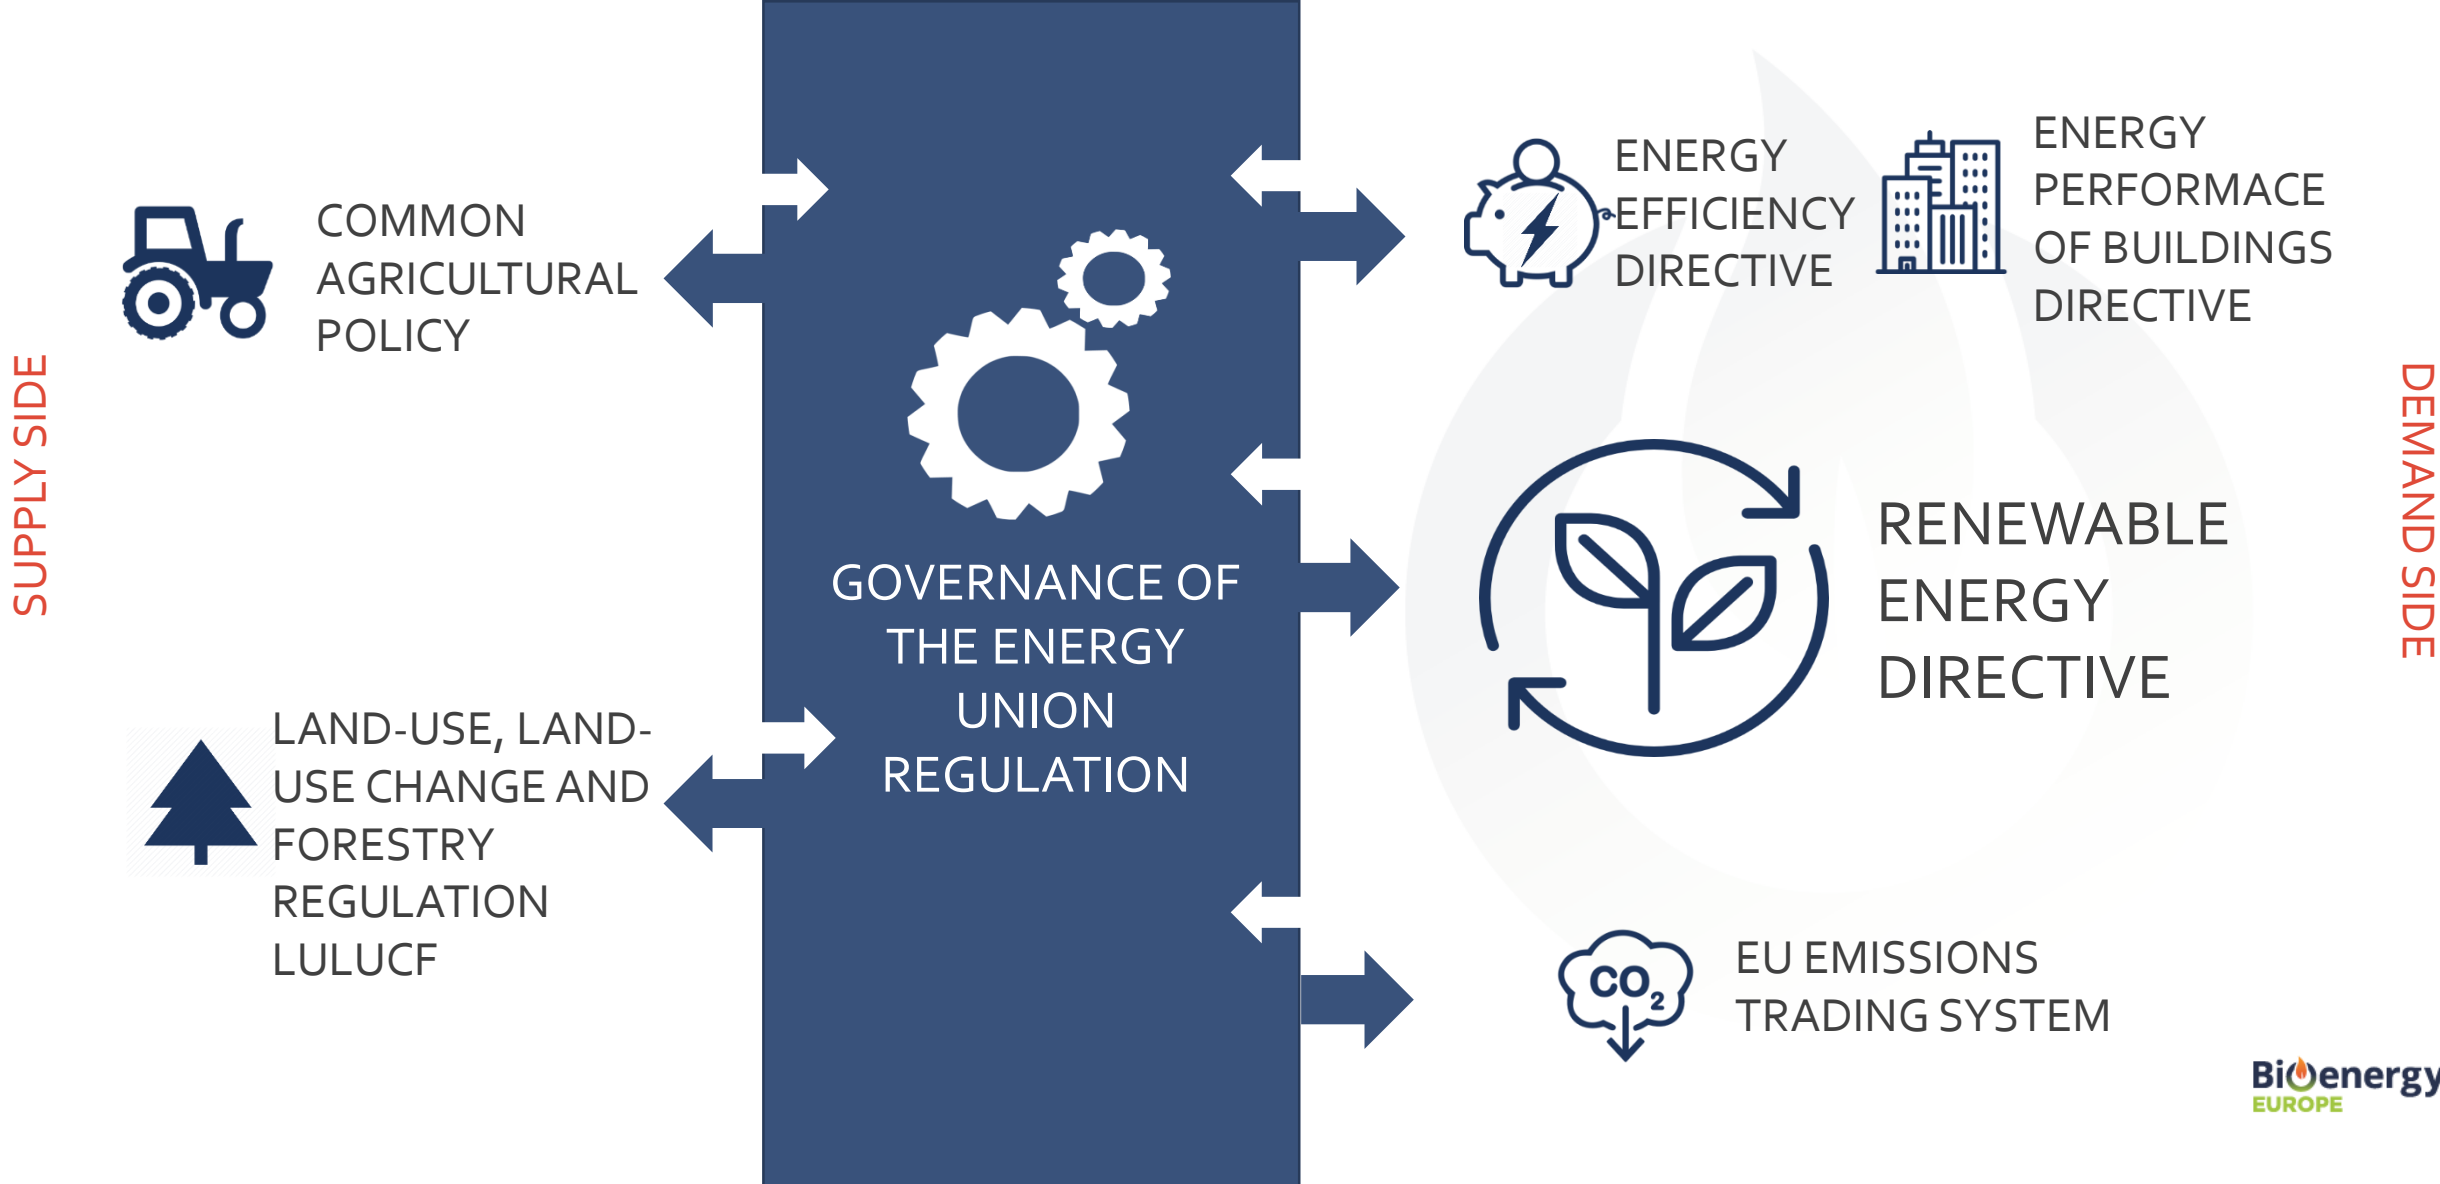 SUPPLY SIDE
COMMON
AGRICULTURAL
POLICY
LAND-USE, LAND-
USE CHANGE AND
FORESTRY
REGULATION
LULUCF
GOVERNANCE OF
THE ENERGY
UNION
REGULATION
ENERGY
EFFICIENCY
DIRECTIVE
ENERGY
PERFORMACE
OF BUILDINGS
DIRECTIVE
RENEWABLE
ENERGY
DIRECTIVE
CO2
EU EMISSIONS
TRADING SYSTEM
DEMAND SIDE
Bioenergy
EUROPE